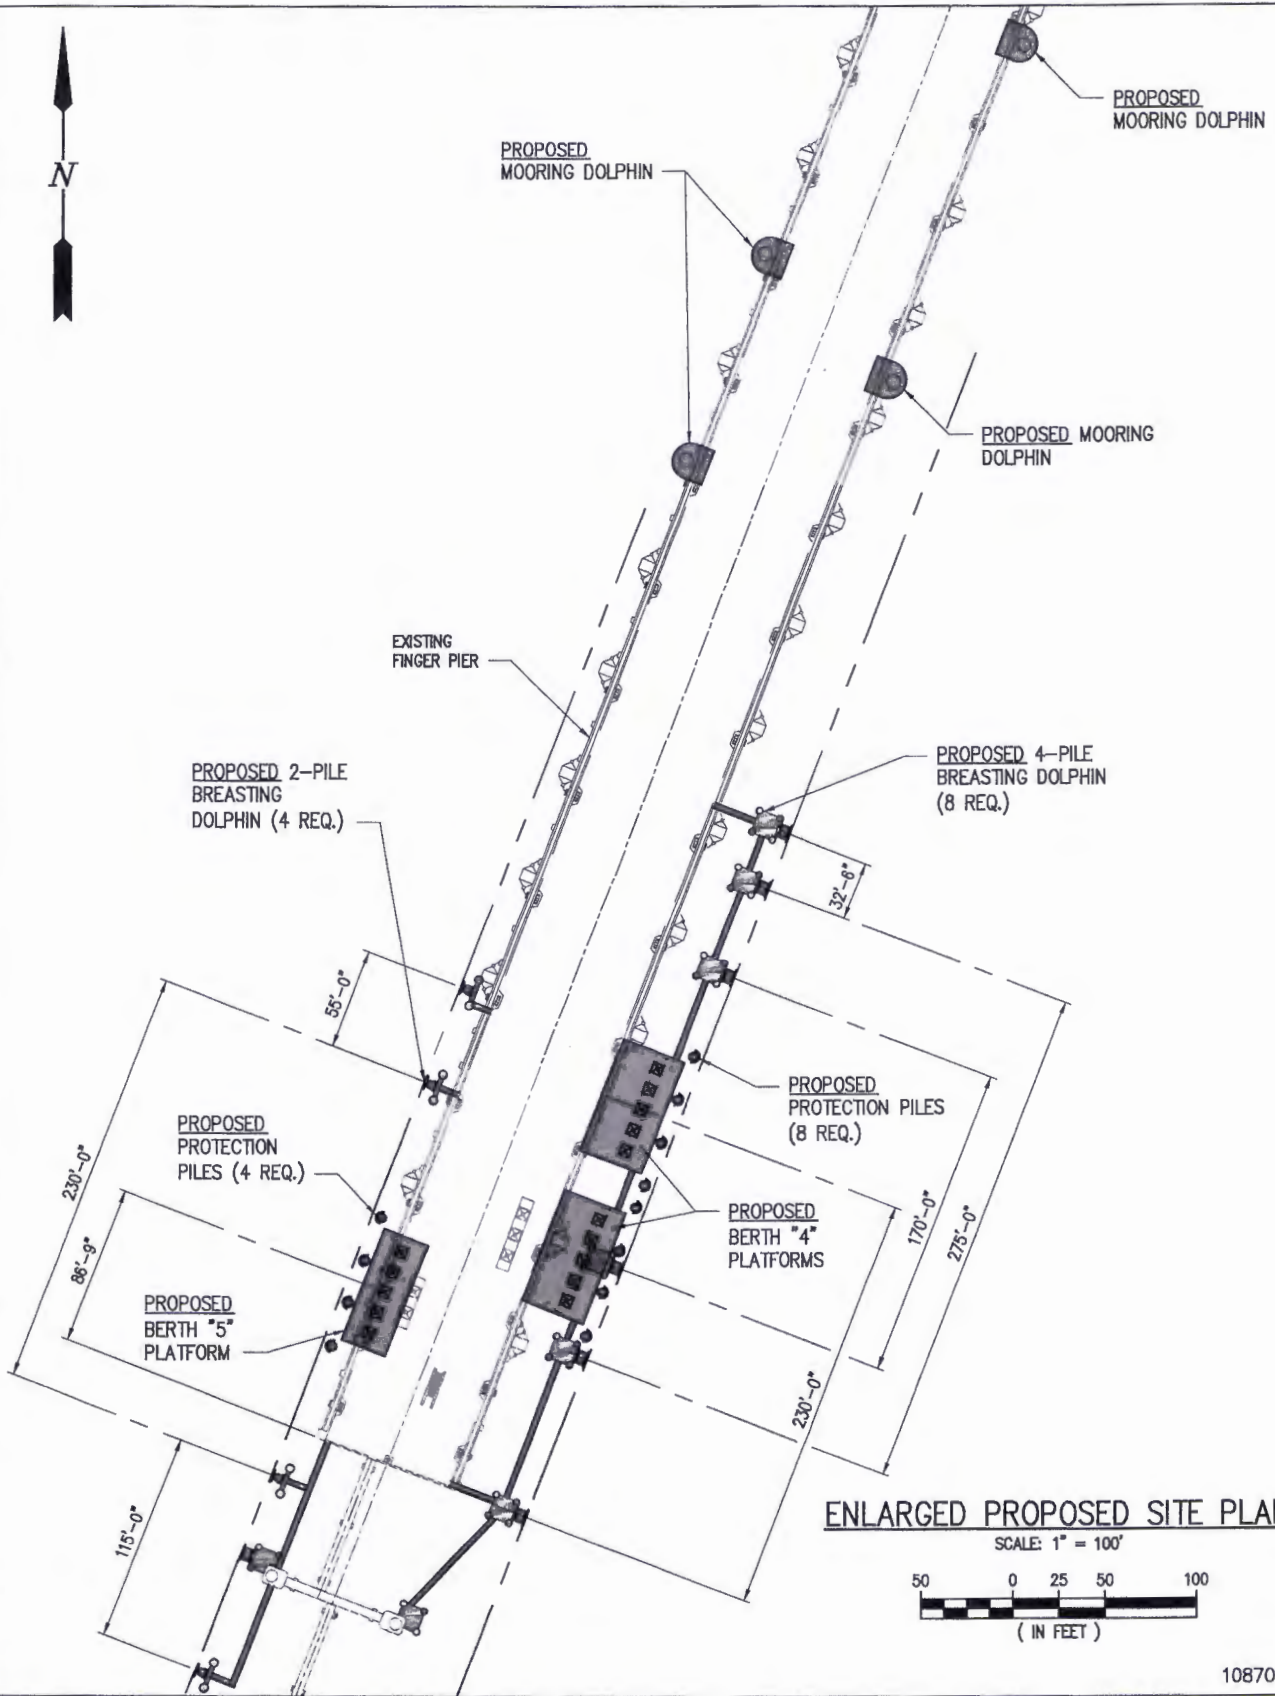 N
PROPOSED
MOORING DOLPHIN
PROPOSED
MOORING DOLPHIN
PROPOSED MOORING
DOLPHIN
EXISTING
FINGER PIER
PROPOSED 2-PILE
BREASTING
DOLPHIN (4 REQ.)
PROPOSED 4-PILE
BREASTING DOLPHIN
(8 REQ.)
32'-6"
55'-0"
230'-0"
86'-9"
PROPOSED
PROTECTION
PILES (4 REQ.)
PROPOSED
PROTECTION PILES
(8 REQ.)
PROPOSED
BERTH "4"
PLATFORMS
170'-0"
275'-0"
230'-0"
PROPOSED
BERTH "5"
PLATFORM
115'-0"
ENLARGED PROPOSED SITE PLAN
SCALE: 1" = 100'
50 0 25 50 100
( IN FEET )
10870